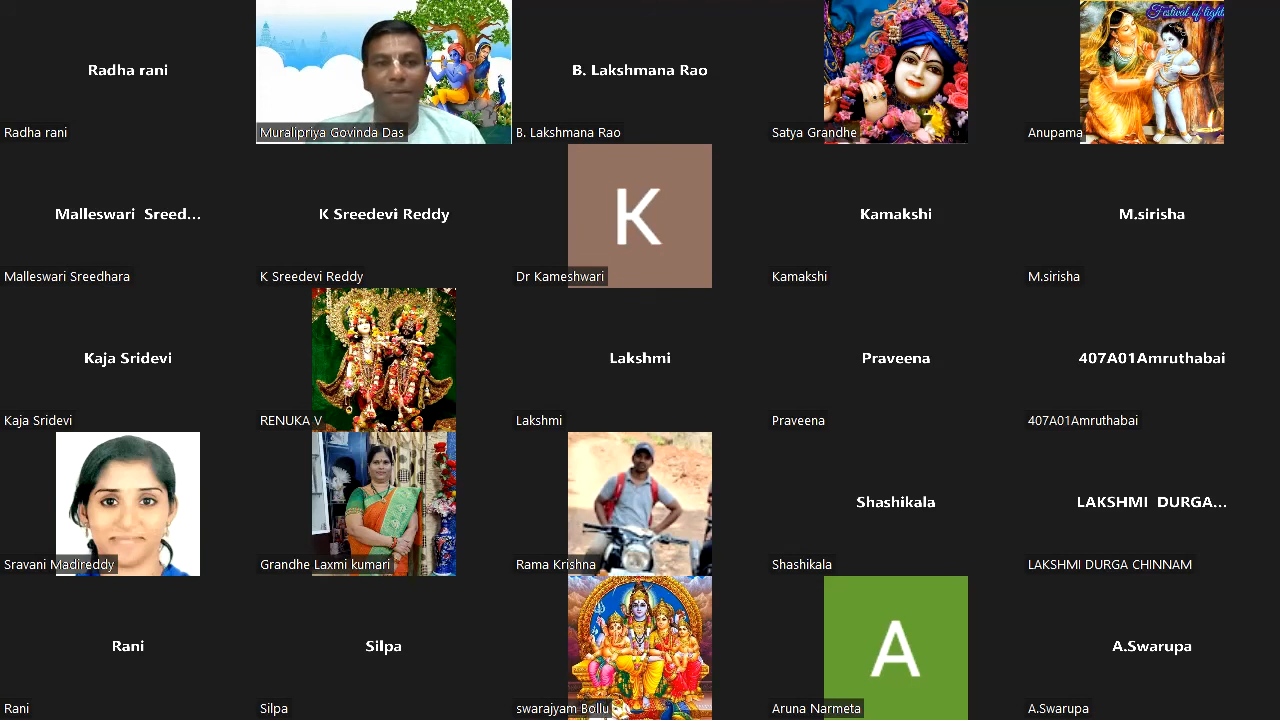 Radha rani
Radha rani
Muralipriya Govinda Das
B. Lakshmana Rao
B. Lakshmana Rao
Satya Grandhe
Festival of light
Anupama
Malleswari Sreed...
Malleswari Sreedhara
K Sreedevi Reddy
K Sreedevi Reddy
K
Dr Kameshwari
Kamakshi
Kamakshi
M.sirisha
M.sirisha
Kaja Sridevi
Kaja Sridevi
RENUKA V
Lakshmi
Lakshmi
Praveena
Praveena
407A01Amruthabai
407A01Amruthabai
Sravani Madireddy
Grandhe Laxmi kumari
Rama Krishna
Shashikala
Shashikala
LAKSHMI DURGA...
LAKSHMI DURGA CHINNAM
Rani
Rani
Silpa
Silpa
swarajyam Bollu
A
Aruna Narmeta
A.Swarupa
A.Swarupa